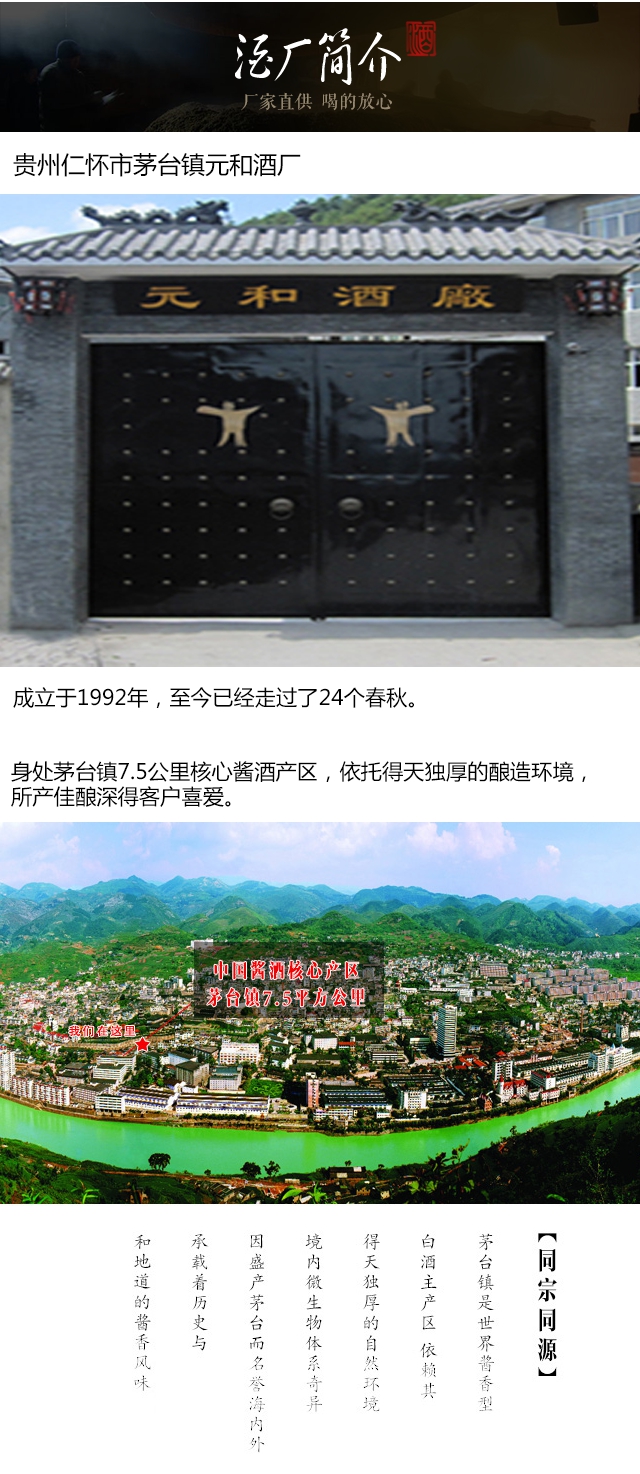 酒厂简介
酒
厂家直供 喝的放心
贵州仁怀市茅台镇元和酒厂
元和酒廠
成立于1992年，至今已经走过了24个春秋。
身处茅台镇7.5公里核心酱酒产区，依托得天独厚的酿造环境，
所产佳酿深得客户喜爱。
中国酱酒核心产区
茅台镇7.5平方公里
我们在这里
【同宗同源】
茅台镇是世界酱香型
白酒主产区 依赖其
得天独厚的自然环境
境内微生物体系奇异
因盛产茅台而名誉海内外
承载着历史与
和地道的酱香风味